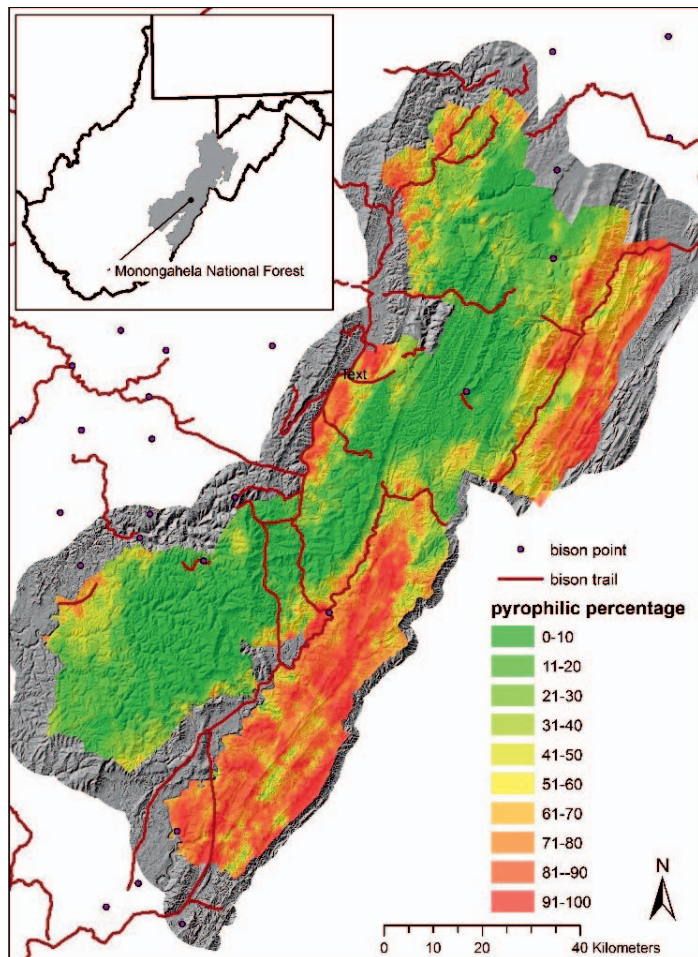 Monongahela National Forest
Text
bison point
bison trail
pyrophilic percentage
0-10
11-20
21-30
31-40
41-50
51-60
61-70
71-80
81--90
91-100
N
0 10 20 40 Kilometers